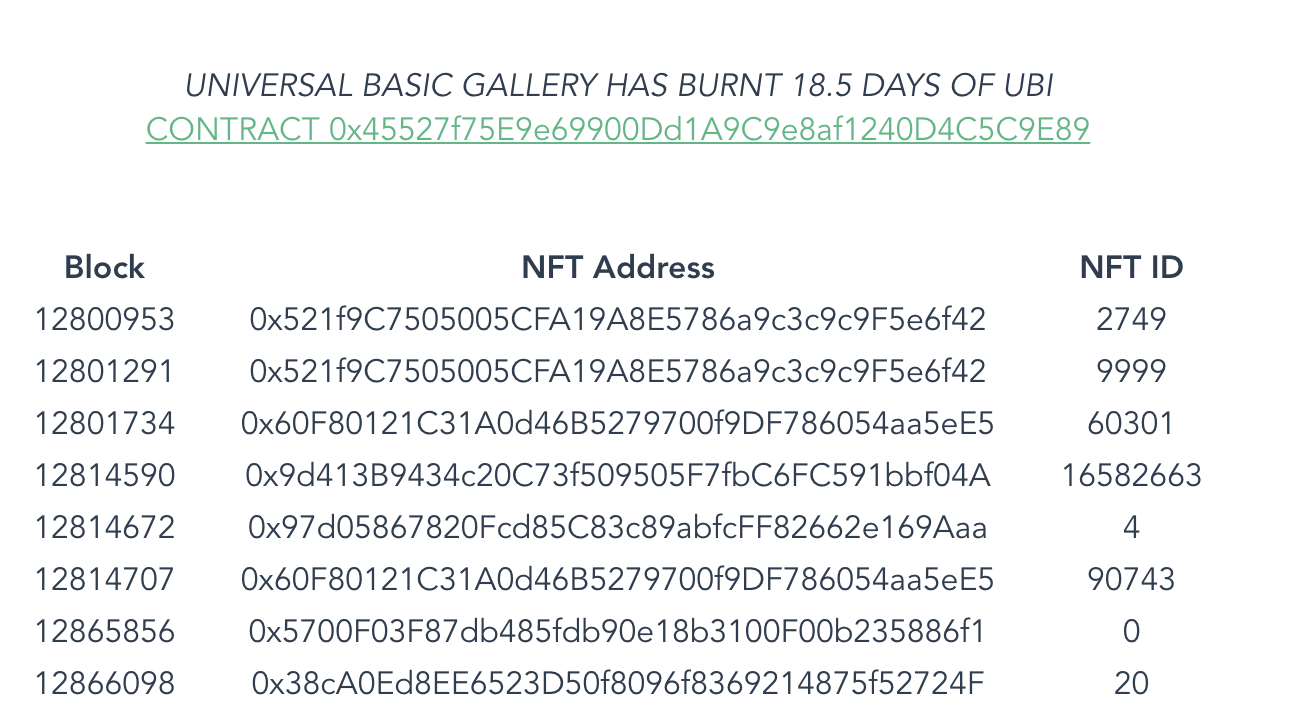 UNIVERSAL BASIC GALLERY HAS BURNT 18.5 DAYS OF UBI
CONTRACT 0x45527f75E9e69900Dd1A9C9e8af1240D4C5C9E89
Block NFT Address NFT ID
12800953 0x521f9C7505005CFA19A8E5786a9c3c9c9F5e6f42 2749
12801291 0x521f9C7505005CFA19A8E5786a9c3c9c9F5e6f42 9999
12801734 0x60F80121C31A0d46B5279700f9DF786054aa5eE5 60301
12814590 0x9d413B9434c20C73f509505F7fbC6FC591bbf04A 16582663
12814672 0x97d05867820Fcd85C83c89abfcFF82662e169Aaa 4
12814707 0x60F80121C31A0d46B5279700f9DF786054aa5eE5 90743
12865856 0x5700F03F87db485fdb90e18b3100F00b235886f1 0
12866098 0x38cA0Ed8EE6523D50f8096f8369214875f52724F 20